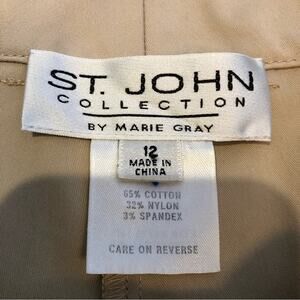 ST. JOHN
COLLECTION
BY MARIE GRAY
12
MADE IN
CHINA
65% COTTON
32% NYLON
3% SPANDEX
CARE ON REVERSE